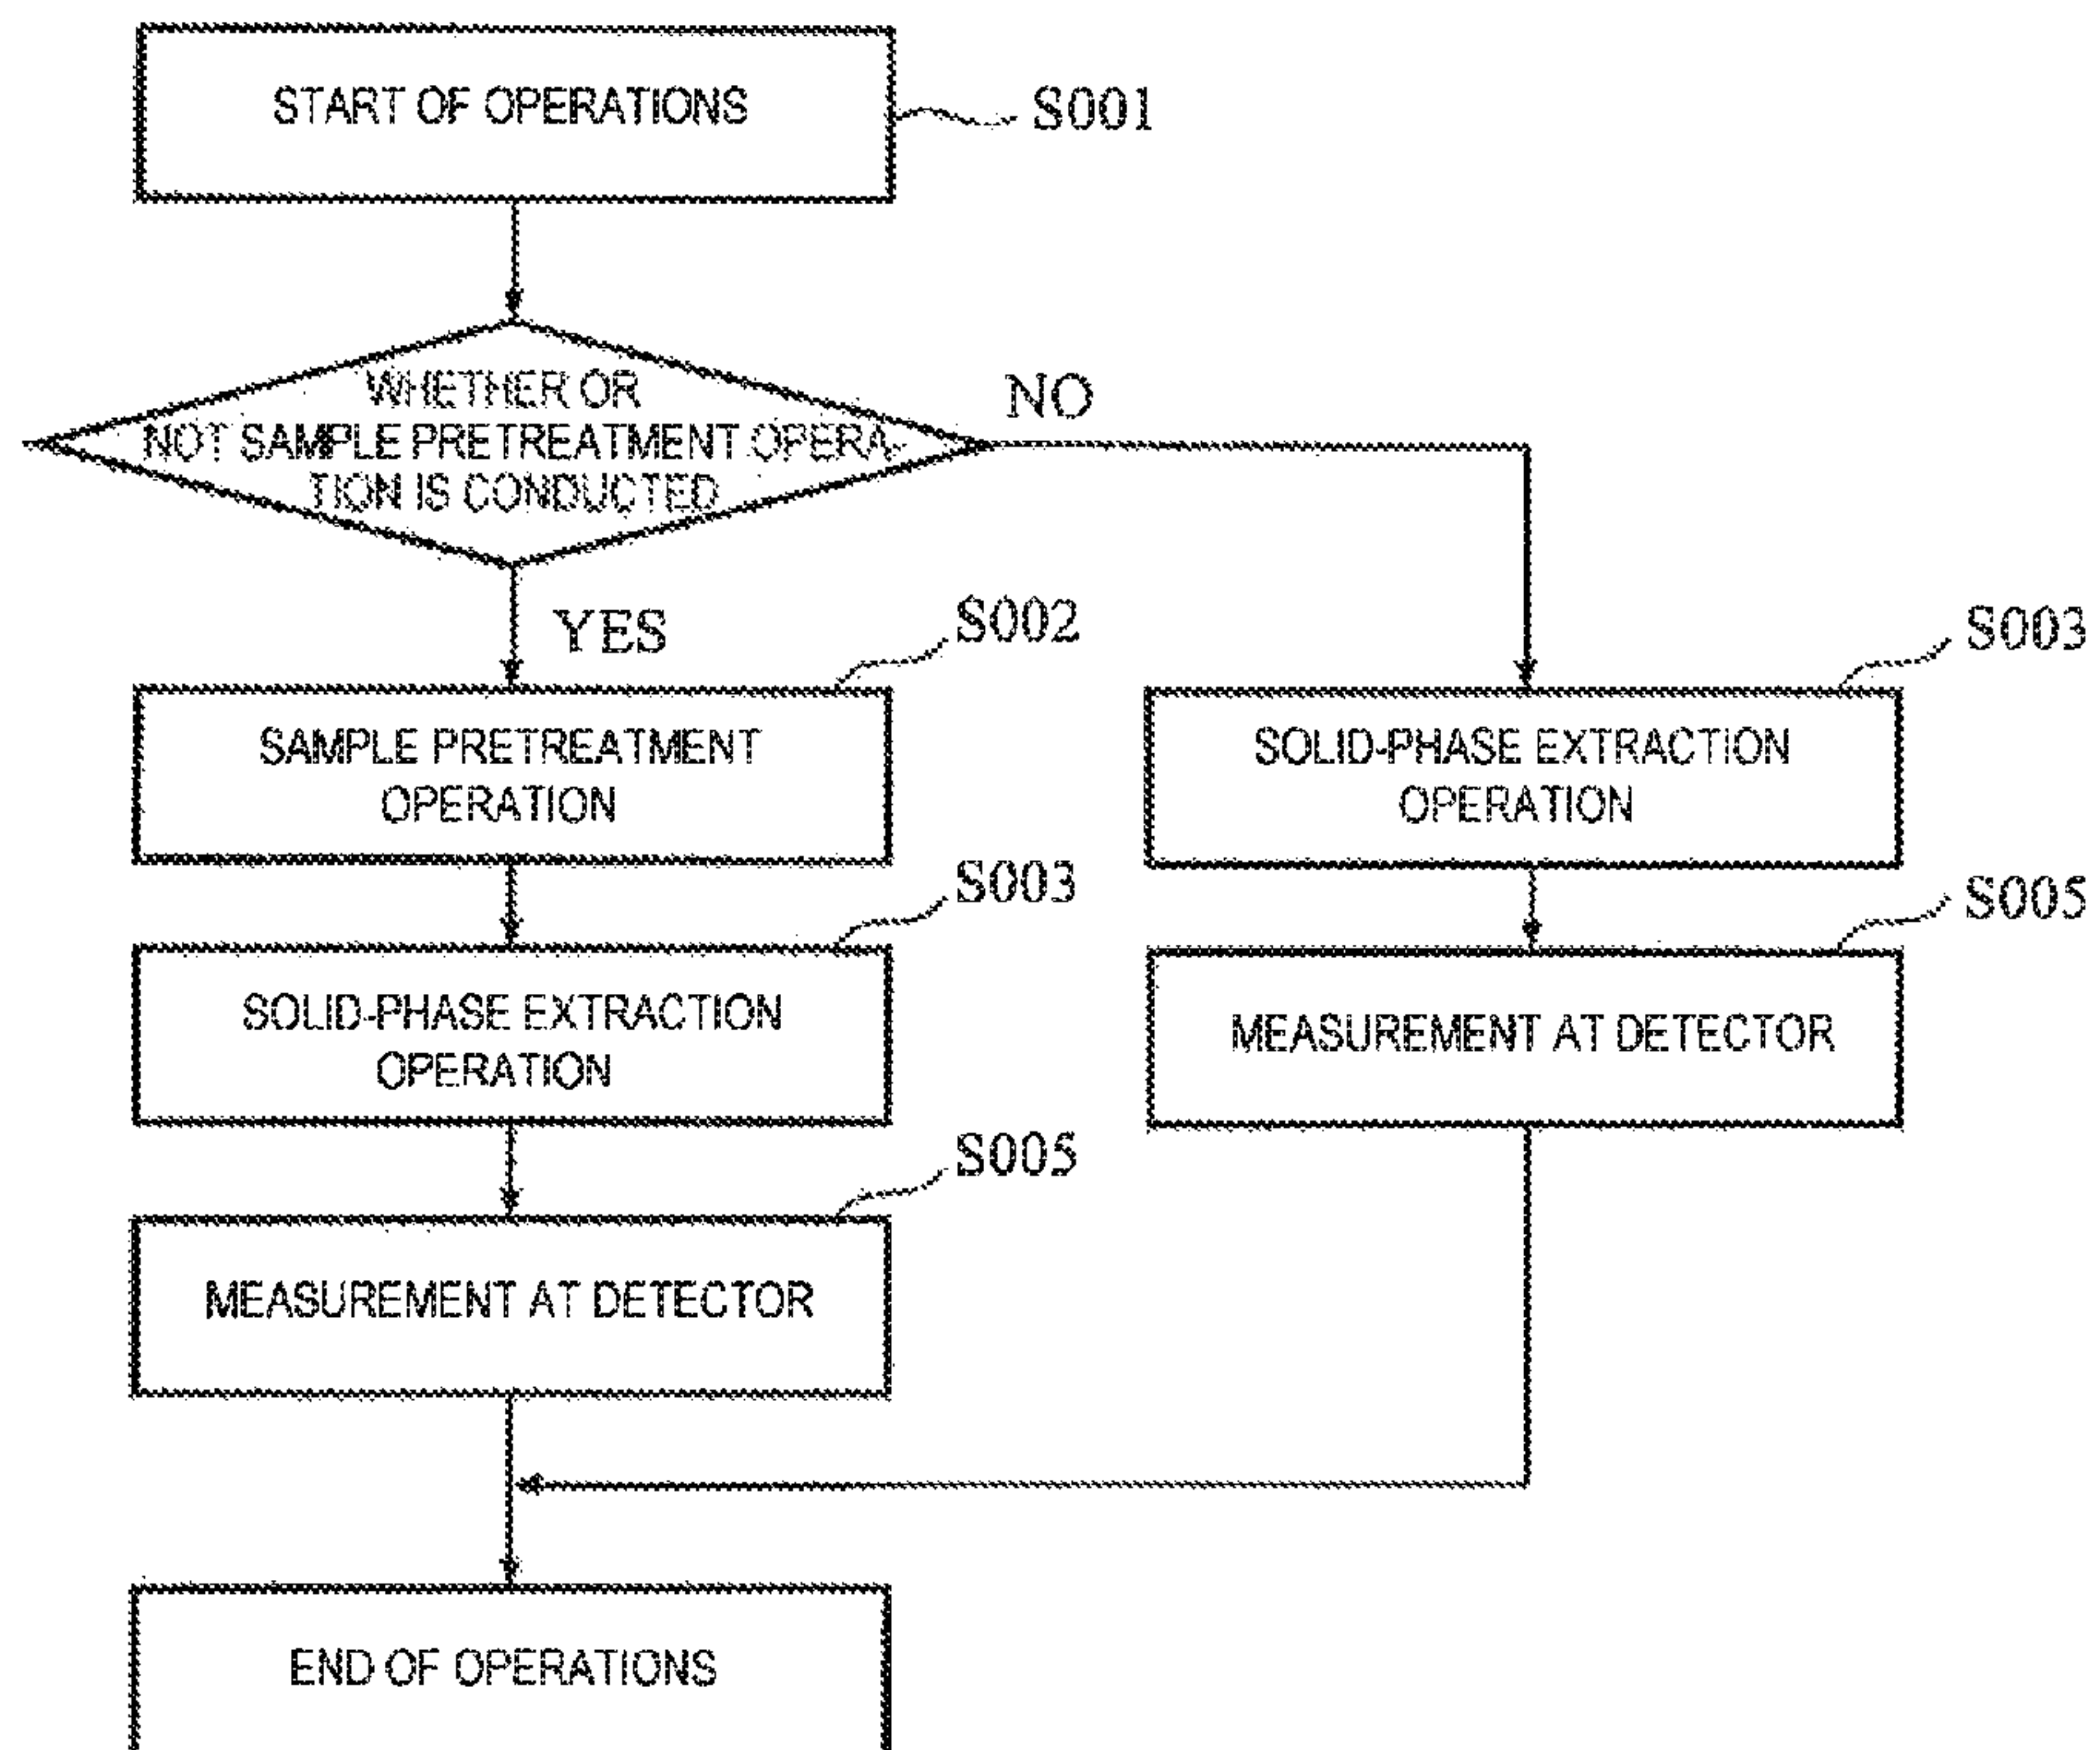 START OF OPERATIONS
S001
WHETHER OR
NOT SAMPLE PRETREATMENT OPERA-
TION IS CONDUCTED
NO
YES
S002
SAMPLE PRETREATMENT
OPERATION
S003
SOLID-PHASE EXTRACTION
OPERATION
S005
MEASUREMENT AT DETECTOR
S003
SOLID-PHASE EXTRACTION
OPERATION
S005
MEASUREMENT AT DETECTOR
END OF OPERATIONS